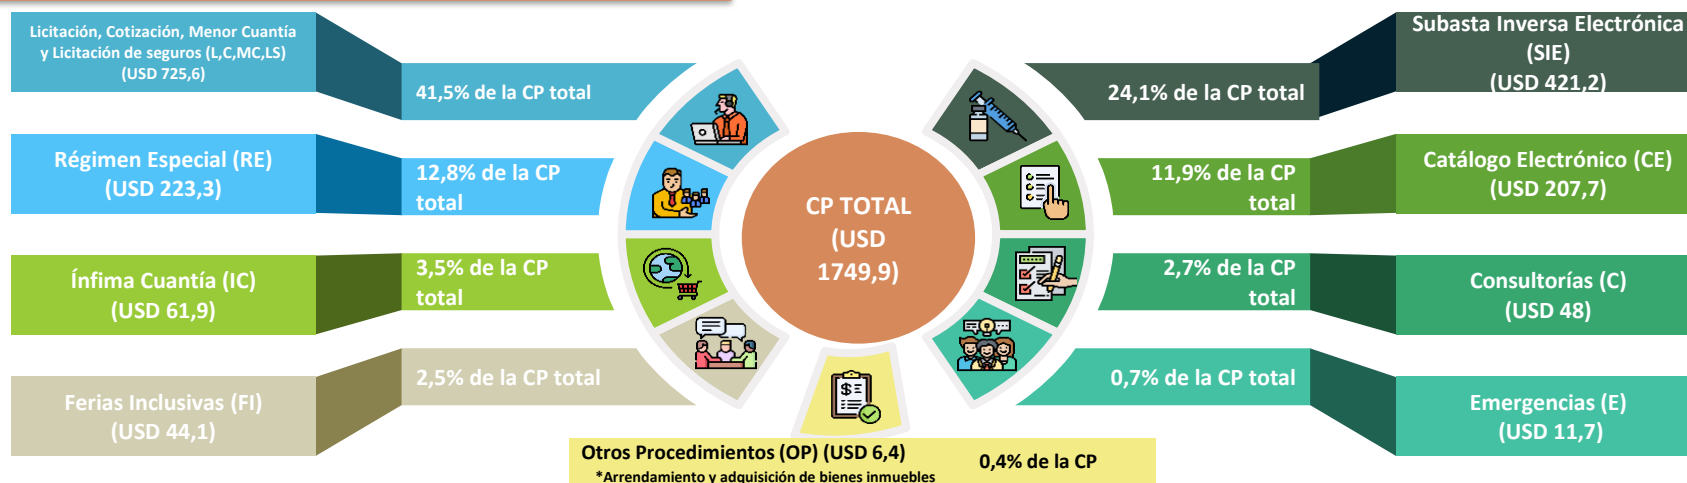 Licitación, Cotización, Menor Cuantía
y Licitación de seguros (L,C,MC,LS)
(USD 725,6)
41,5% de la CP total
Régimen Especial (RE)
(USD 223,3)
12,8% de la CP
total
Ínfima Cuantía (IC)
(USD 61,9)
3,5% de la CP
total
Ferias Inclusivas (FI)
(USD 44,1)
2,5% de la CP total
CP TOTAL
(USD
1749,9)
Subasta Inversa Electrónica
(SIE)
(USD 421,2)
24,1% de la CP total
Catálogo Electrónico (CE)
(USD 207,7)
11,9% de la CP
total
Consultorías (C)
(USD 48)
2,7% de la CP
total
Emergencias (E)
(USD 11,7)
0,7% de la CP total
Otros Procedimientos (OP) (USD 6,4)
0,4% de la CP
*Arrendamiento y adquisición de bienes inmuebles